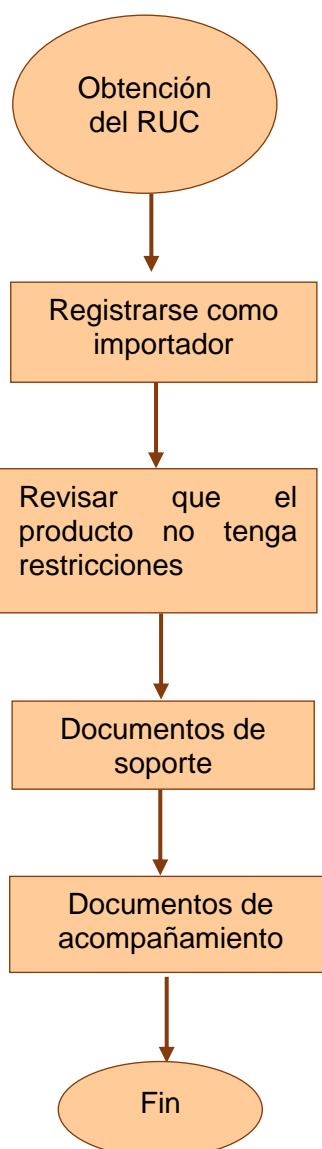 Obtención
del RUC
Registrarse como
importador
Revisar que el
producto no tenga
restricciones
Documentos de
soporte
Documentos de
acompañamiento
Fin